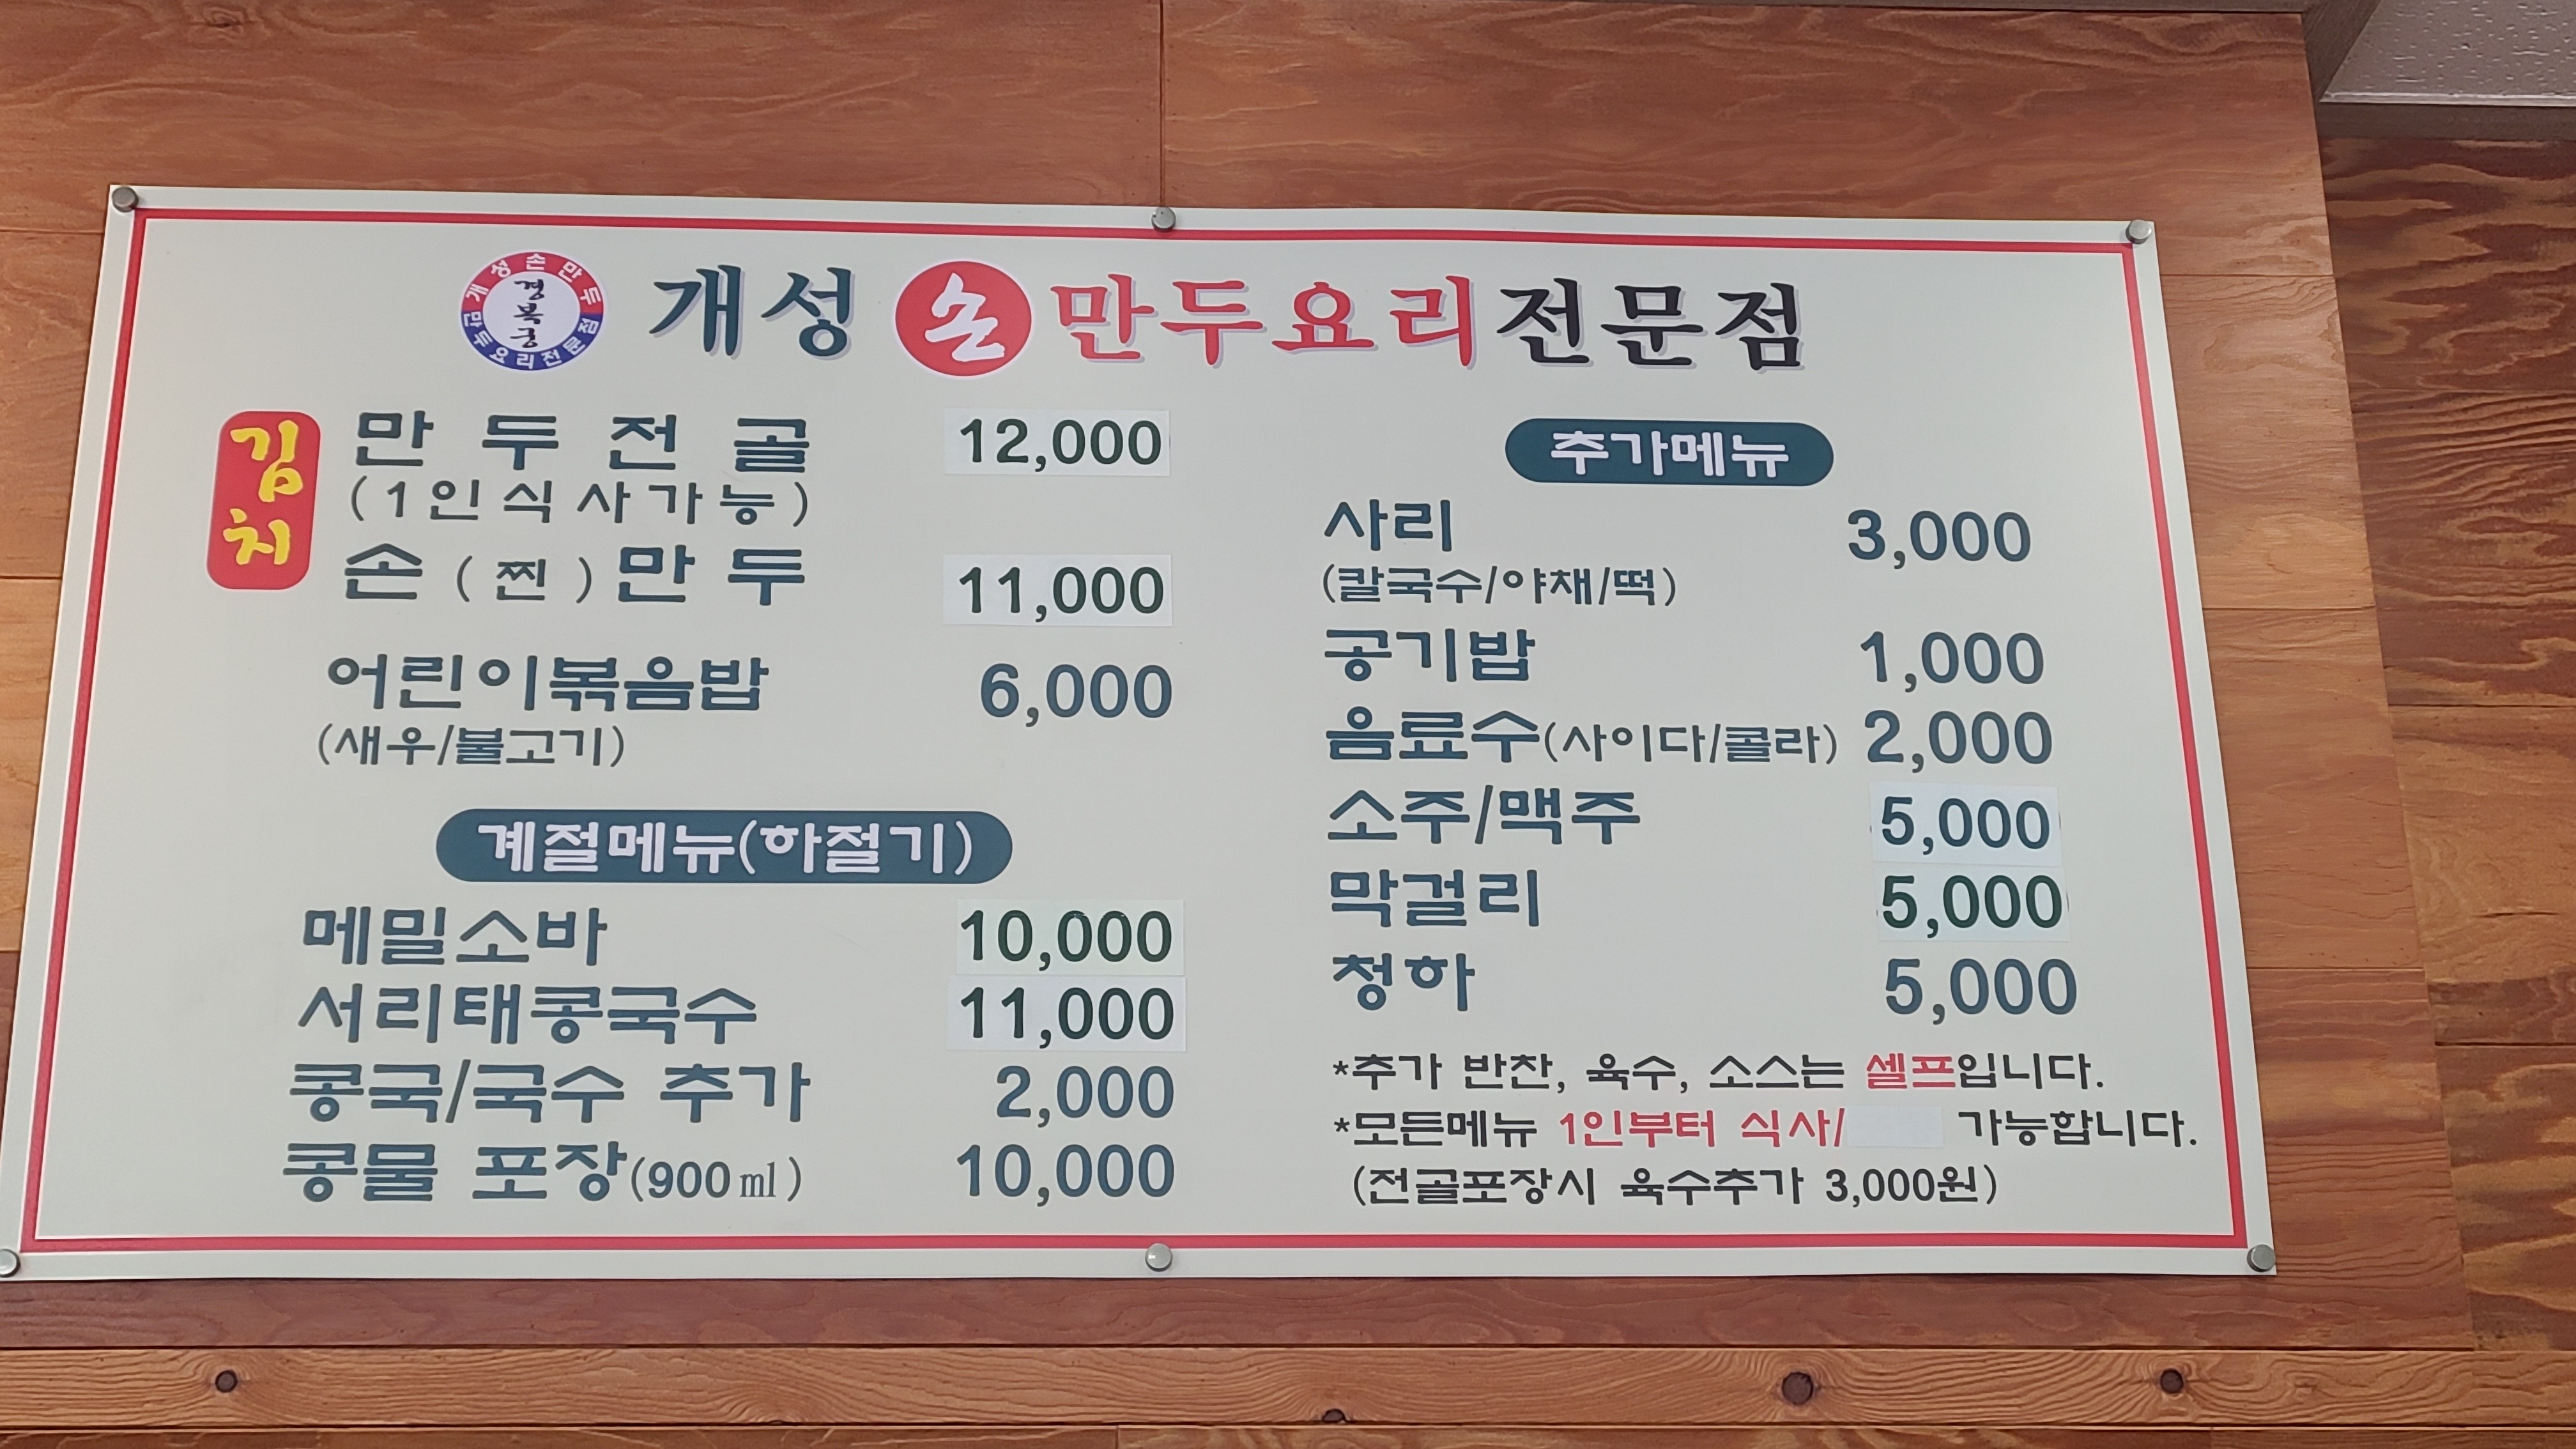 개성손만두 만두요리전문점
경복궁
개성 손 만두요리전문점
김치
만두전골 12,000
(1인식사가능)
손(찐)만두 11,000
어린이볶음밥 6,000
(새우/불고기)
계절메뉴(하절기)
메밀소바 10,000
서리태콩국수 11,000
콩국/국수 추가 2,000
콩물 포장(900㎖) 10,000
추가메뉴
사리 3,000
(칼국수/야채/떡)
공기밥 1,000
음료수(사이다/콜라) 2,000
소주/맥주 5,000
막걸리 5,000
청하 5,000
*추가 반찬, 육수, 소스는 셀프입니다.
*모든메뉴 1인부터 식사/ 가능합니다.
(전골포장시 육수추가 3,000원)